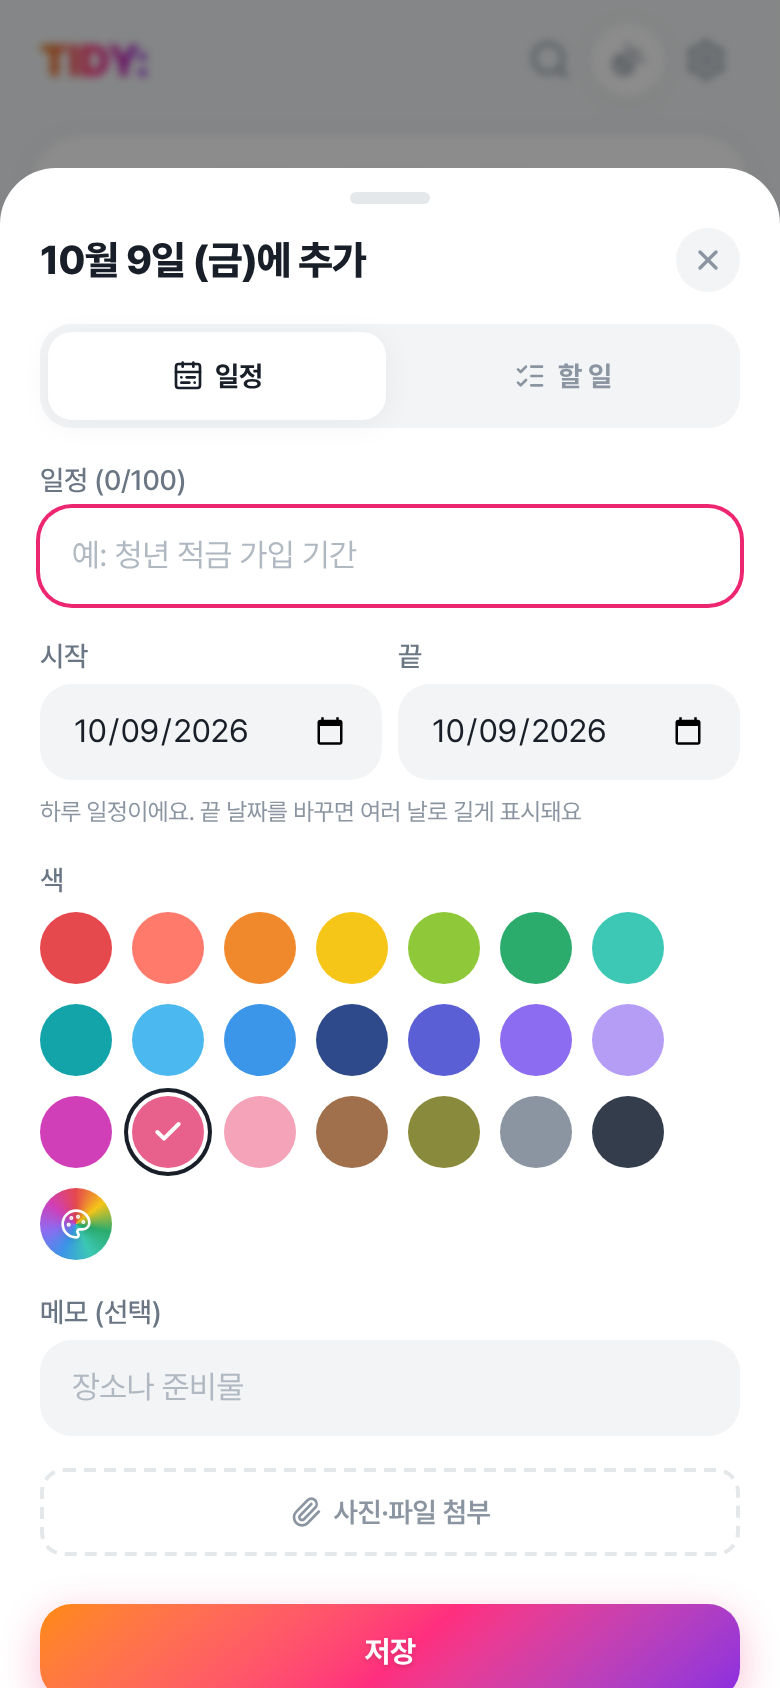 TIDY:
10월 9일 (금)에 추가
일정
할 일
일정 (0/100)
예: 청년 적금 가입 기간
시작
끝
10/09/2026
10/09/2026
하루 일정이에요. 끝 날짜를 바꾸면 여러 날로 길게 표시돼요
색
메모 (선택)
장소나 준비물
사진·파일 첨부
저장